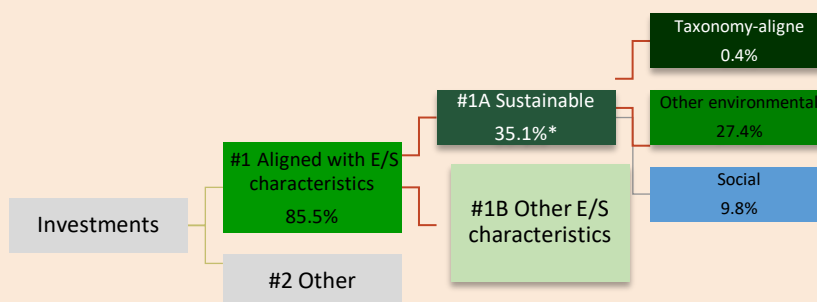 Investments
#1 Aligned with E/S
characteristics
85.5%
#2 Other
#1A Sustainable
35.1%*
#1B Other E/S
characteristics
Taxonomy-aligne
0.4%
Other environmental
27.4%
Social
9.8%